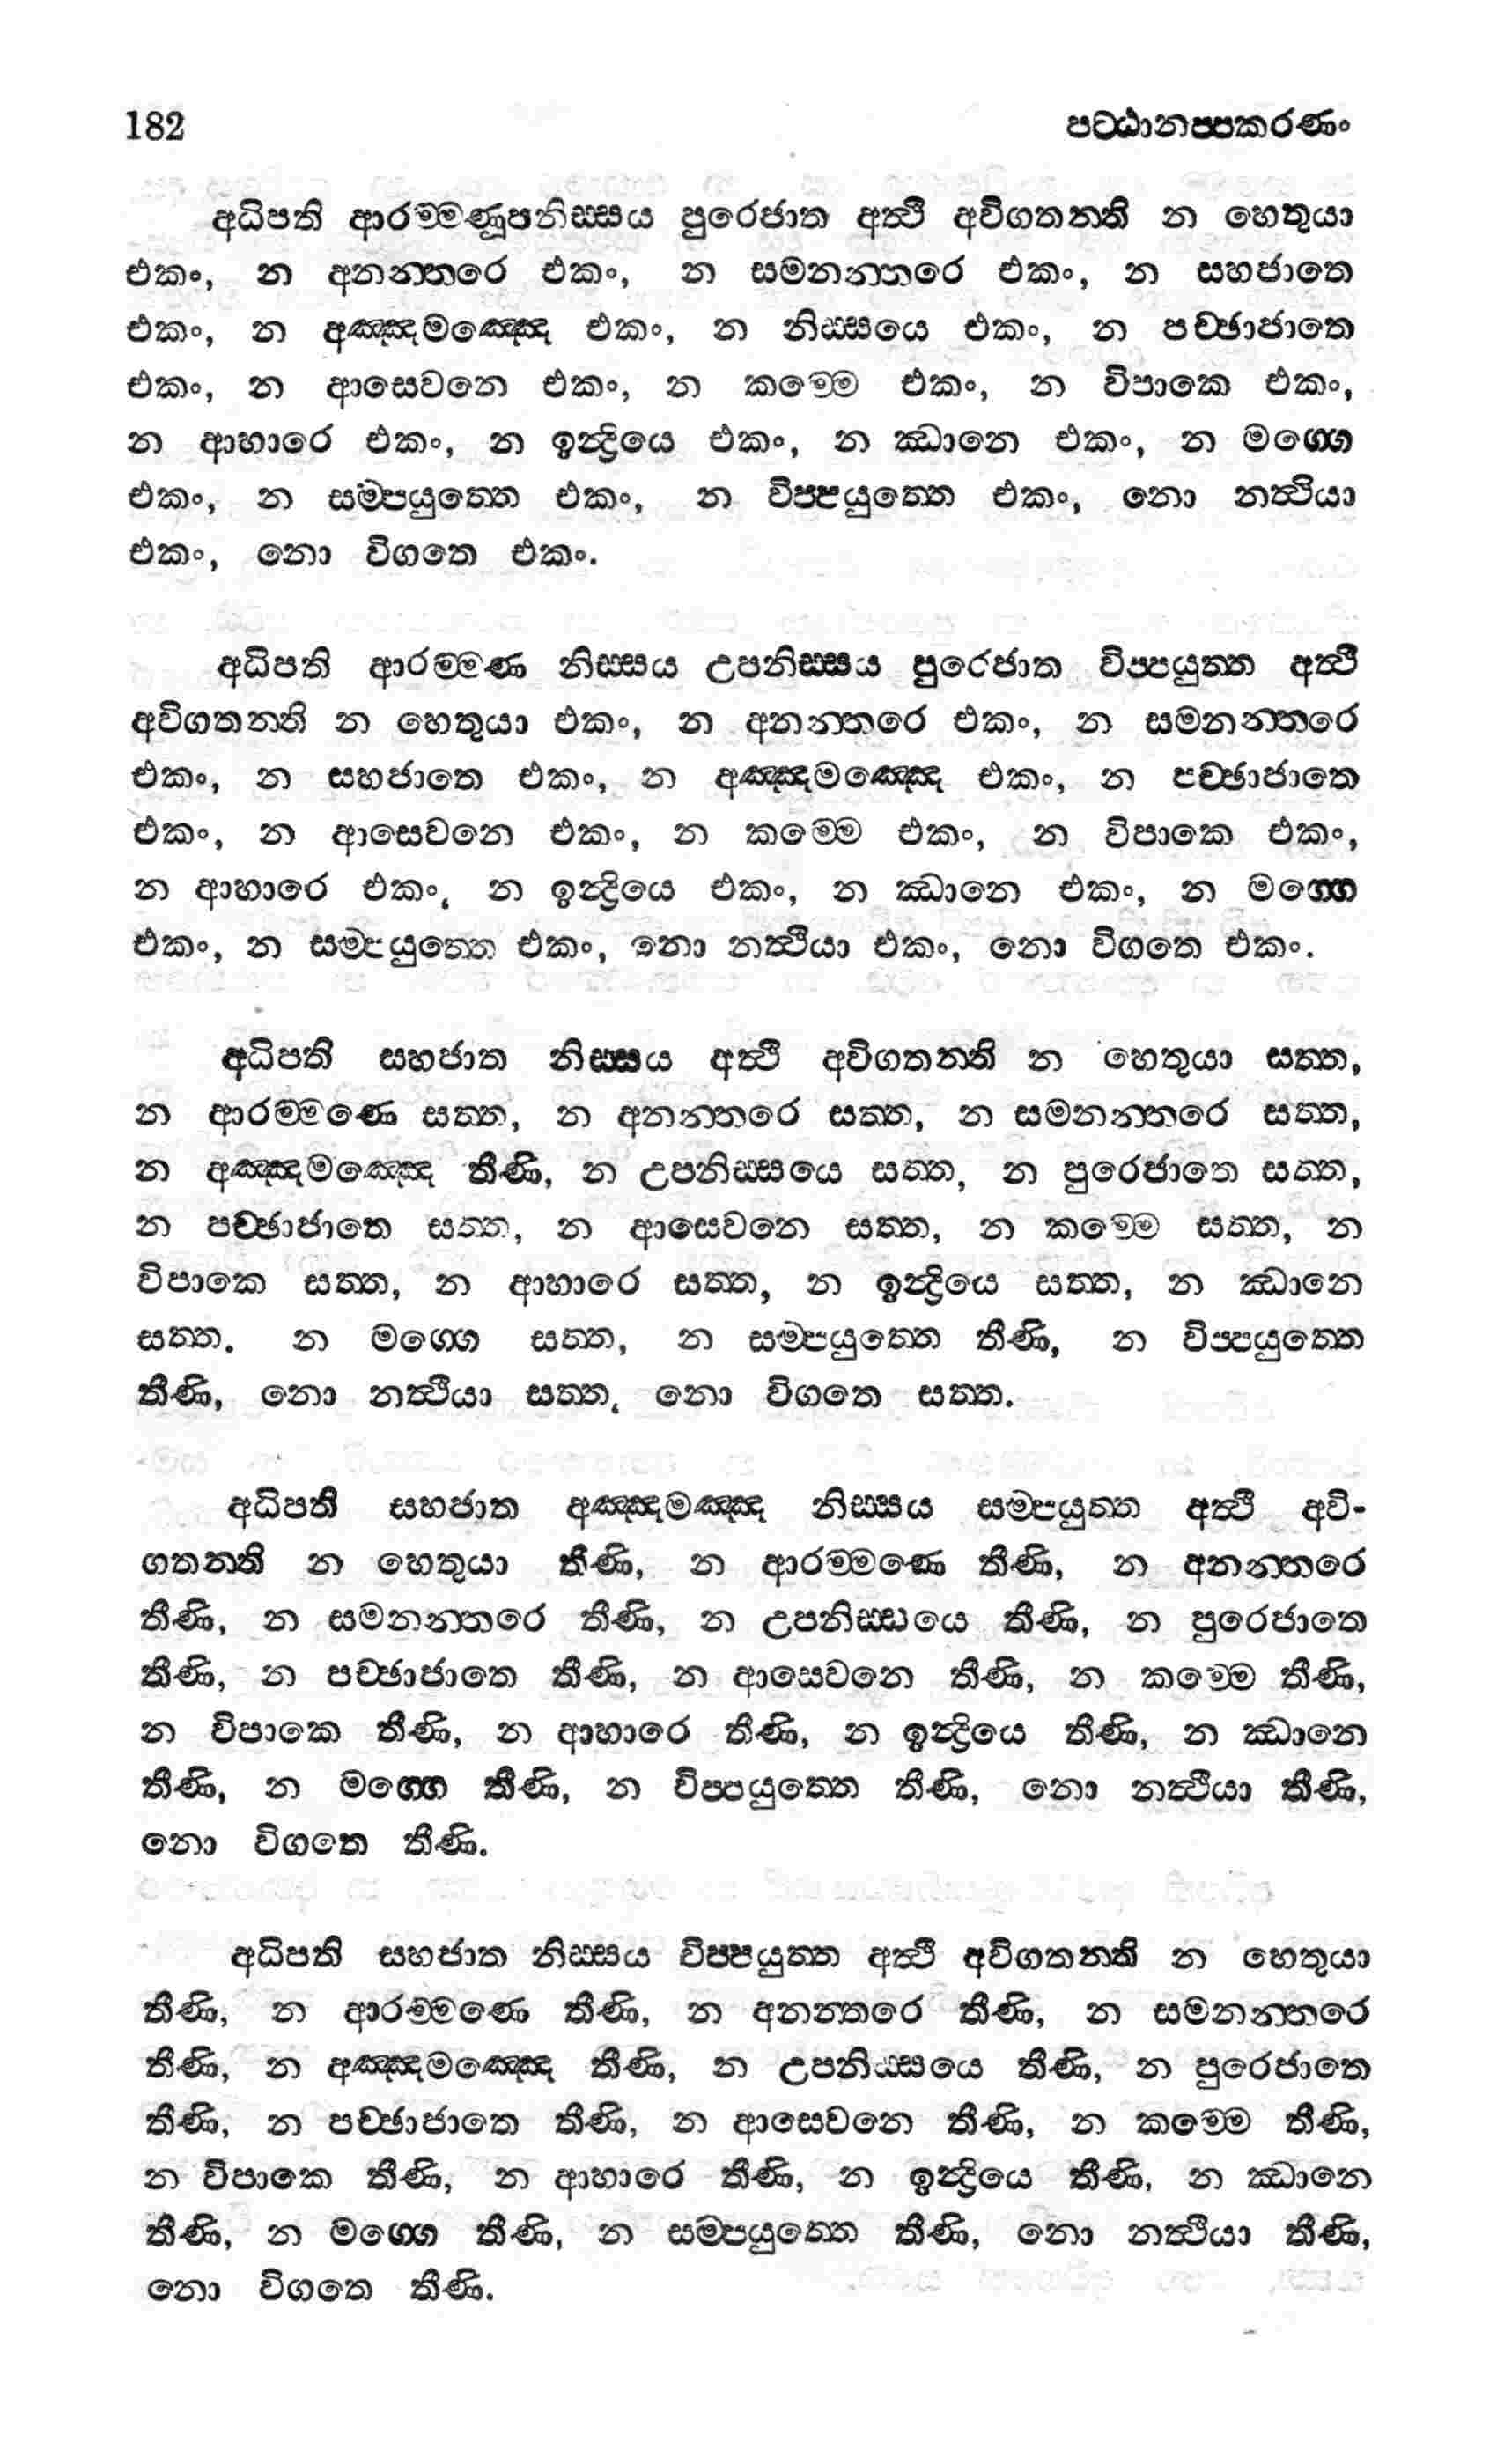 182 පට්ඨානප්පකරණං
අධිපති ආරම්මණූපනිස්සය පුරෙජාත අත්ථි අවිගතන්ති න හෙතුයා
එකං, න අනන්තරෙ එකං, න සමනන්තරෙ එකං, න සහජාතෙ
එකං, න අඤ්ඤමඤ්ඤෙ එකං, න නිස්සයෙ එකං, න පච්ඡාජාතෙ
එකං, න ආසෙවනෙ එකං, න කම්මෙ එකං, න විපාකෙ එකං,
න ආහාරෙ එකං, න ඉන්ද්‍රියෙ එකං, න ඣානෙ එකං, න මග්ගෙ
එකං, න සම්පයුත්තෙ එකං, න විප්පයුත්තෙ එකං, නො නත්ථියා
එකං, නො විගතෙ එකං.
අධිපති ආරම්මණ නිස්සය උපනිස්සය පුරෙජාත විප්පයුත්ත අත්ථි
අවිගතන්ති න හෙතුයා එකං, න අනන්තරෙ එකං, න සමනන්තරෙ
එකං, න සහජාතෙ එකං, න අඤ්ඤමඤ්ඤෙ එකං, න පච්ඡාජාතෙ
එකං, න ආසෙවනෙ එකං, න කම්මෙ එකං, න විපාකෙ එකං,
න ආහාරෙ එකං, න ඉන්ද්‍රියෙ එකං, න ඣානෙ එකං, න මග්ගෙ
එකං, න සම්පයුත්තෙ එකං, නො නත්ථියා එකං, නො විගතෙ එකං.
අධිපති සහජාත නිස්සය අත්ථි අවිගතන්ති න හෙතුයා සත්ත,
න ආරම්මණෙ සත්ත, න අනන්තරෙ සත්ත, න සමනන්තරෙ සත්ත,
න අඤ්ඤමඤ්ඤෙ තීණි, න උපනිස්සයෙ සත්ත, න පුරෙජාතෙ සත්ත,
න පච්ඡාජාතෙ සත්ත, න ආසෙවනෙ සත්ත, න කම්මෙ සත්ත, න
විපාකෙ සත්ත, න ආහාරෙ සත්ත, න ඉන්ද්‍රියෙ සත්ත, න ඣානෙ
සත්ත. න මග්ගෙ සත්ත, න සම්පයුත්තෙ තීණි, න විප්පයුත්තෙ
තීණි, නො නත්ථියා සත්ත, නො විගතෙ සත්ත.
අධිපති සහජාත අඤ්ඤමඤ්ඤ නිස්සය සම්පයුත්ත අත්ථි අවි-
ගතන්ති න හෙතුයා තීණි, න ආරම්මණෙ තීණි, න අනන්තරෙ
තීණි, න සමනන්තරෙ තීණි, න උපනිස්සයෙ තීණි, න පුරෙජාතෙ
තීණි, න පච්ඡාජාතෙ තීණි, න ආසෙවනෙ තීණි, න කම්මෙ තීණි,
න විපාකෙ තීණි, න ආහාරෙ තීණි, න ඉන්ද්‍රියෙ තීණි, න ඣානෙ
තීණි, න මග්ගෙ තීණි, න විප්පයුත්තෙ තීණි, නො නත්ථියා තීණි,
නො විගතෙ තීණි.
අධිපති සහජාත නිස්සය විප්පයුත්ත අත්ථි අවිගතන්ති න හෙතුයා
තීණි, න ආරම්මණෙ තීණි, න අනන්තරෙ තීණි, න සමනන්තරෙ
තීණි, න අඤ්ඤමඤ්ඤෙ තීණි, න උපනිස්සයෙ තීණි, න පුරෙජාතෙ
තීණි, න පච්ඡාජාතෙ තීණි, න ආසෙවනෙ තීණි, න කම්මෙ තීණි,
න විපාකෙ තීණි, න ආහාරෙ තීණි, න ඉන්ද්‍රියෙ තීණි, න ඣානෙ
තීණි, න මග්ගෙ තීණි, න සම්පයුත්තෙ තීණි, නො නත්ථියා තීණි,
නො විගතෙ තීණි.